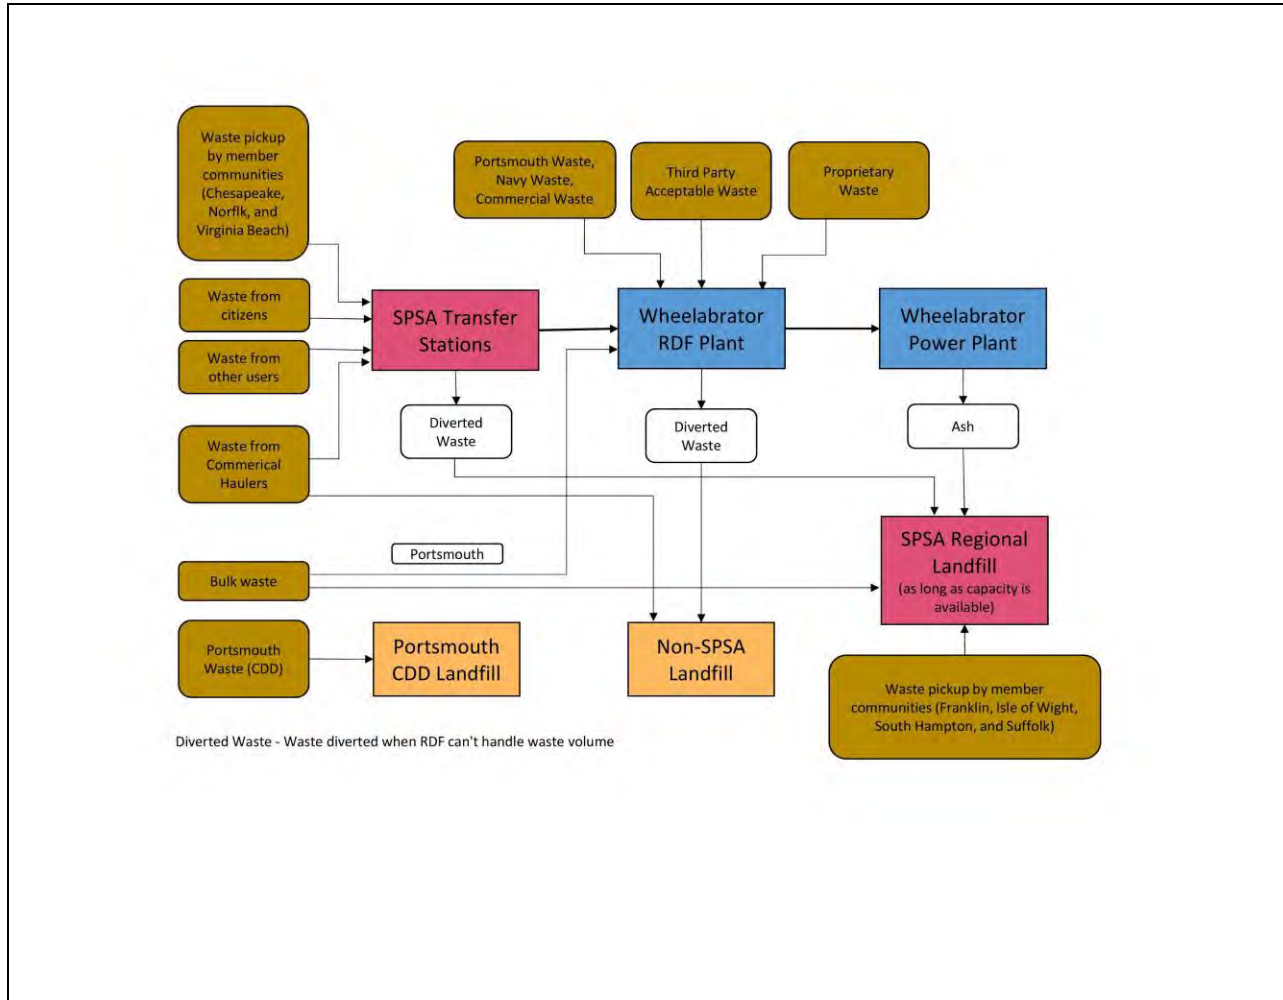 Waste pickup
by member
communities
(Chesapeake,
Norflk, and
Virginia Beach)
Portsmouth Waste,
Navy Waste,
Commercial Waste
Third Party
Acceptable Waste
Proprietary
Waste
Waste from
citizens
Waste from
other users
Waste from
Commerical
Haulers
SPSA Transfer
Stations
Wheelabrator
RDF Plant
Wheelabrator
Power Plant
Diverted
Waste
Diverted
Waste
Ash
Portsmouth
Bulk waste
SPSA Regional
Landfill
(as long as capacity is
available)
Portsmouth
Waste (CDD)
Portsmouth
CDD Landfill
Non-SPSA
Landfill
Waste pickup by member
communities (Franklin, Isle of Wight,
South Hampton, and Suffolk)
Diverted Waste - Waste diverted when RDF can't handle waste volume